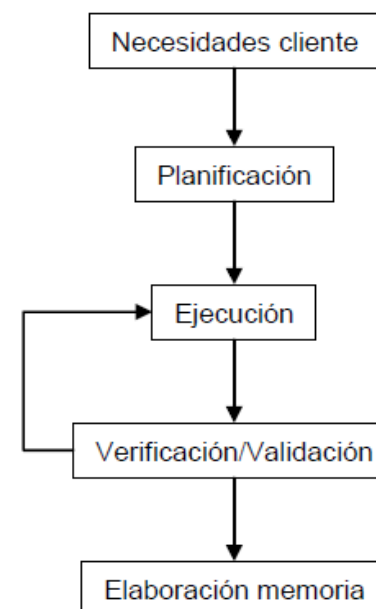 Necesidades cliente
Planificación
Ejecución
Verificación/Validación
Elaboración memoria